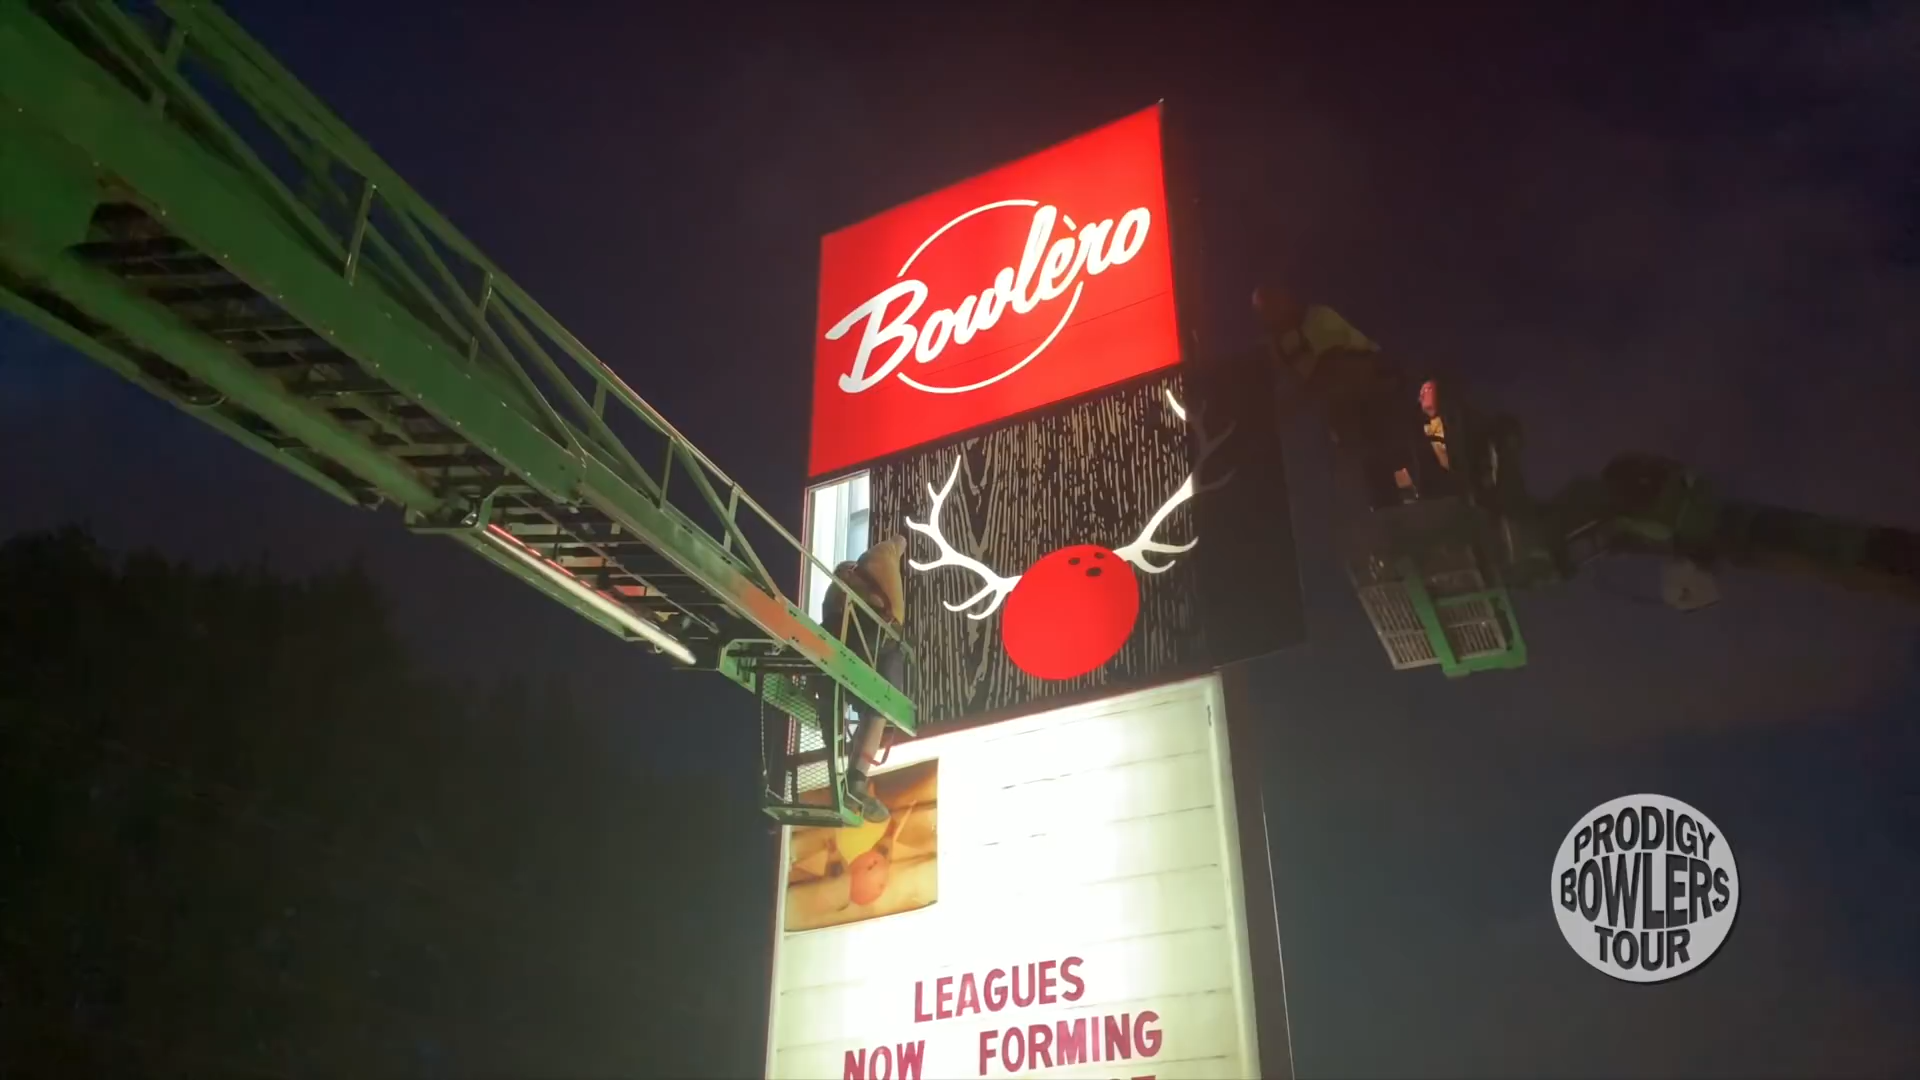 Bowlèro
LEAGUES
NOW FORMING
PRODIGY
BOWLERS
TOUR